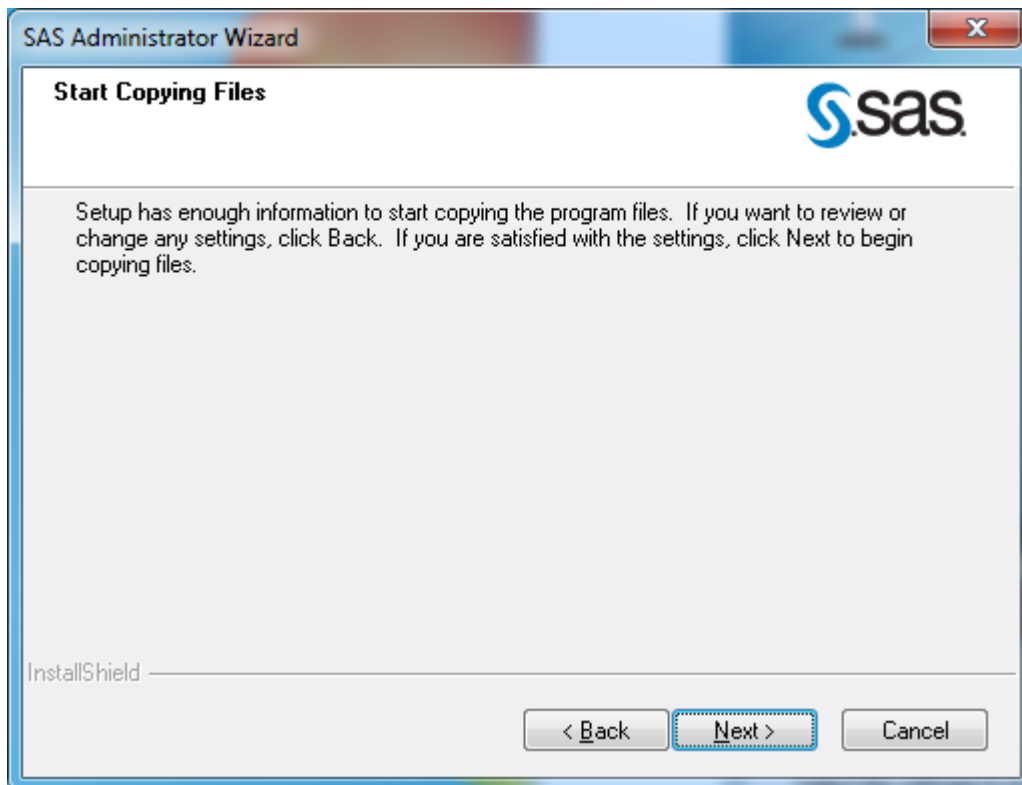 SAS Administrator Wizard
Start Copying Files
sas
Setup has enough information to start copying the program files. If you want to review or
change any settings, click Back. If you are satisfied with the settings, click Next to begin
copying files.
InstallShield
< Back
Next >
Cancel